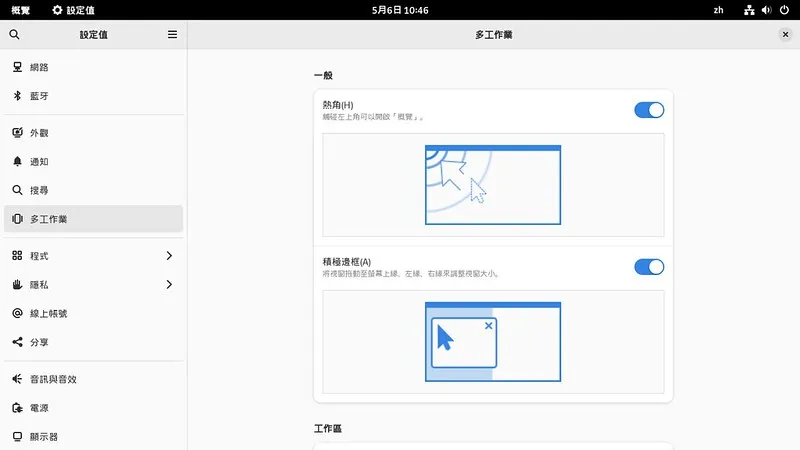 概覽 設定值 5月6日 10:46 zh
設定值 多工作業
網路
藍牙
外觀
通知
搜尋
多工作業
程式
隱私
線上帳號
分享
音訊與音效
電源
顯示器
一般
熱角(H)
觸碰左上角可以開啟「概覽」。
積極邊框(A)
將視窗拖動至螢幕上緣、左緣、右緣來調整視窗大小。
工作區